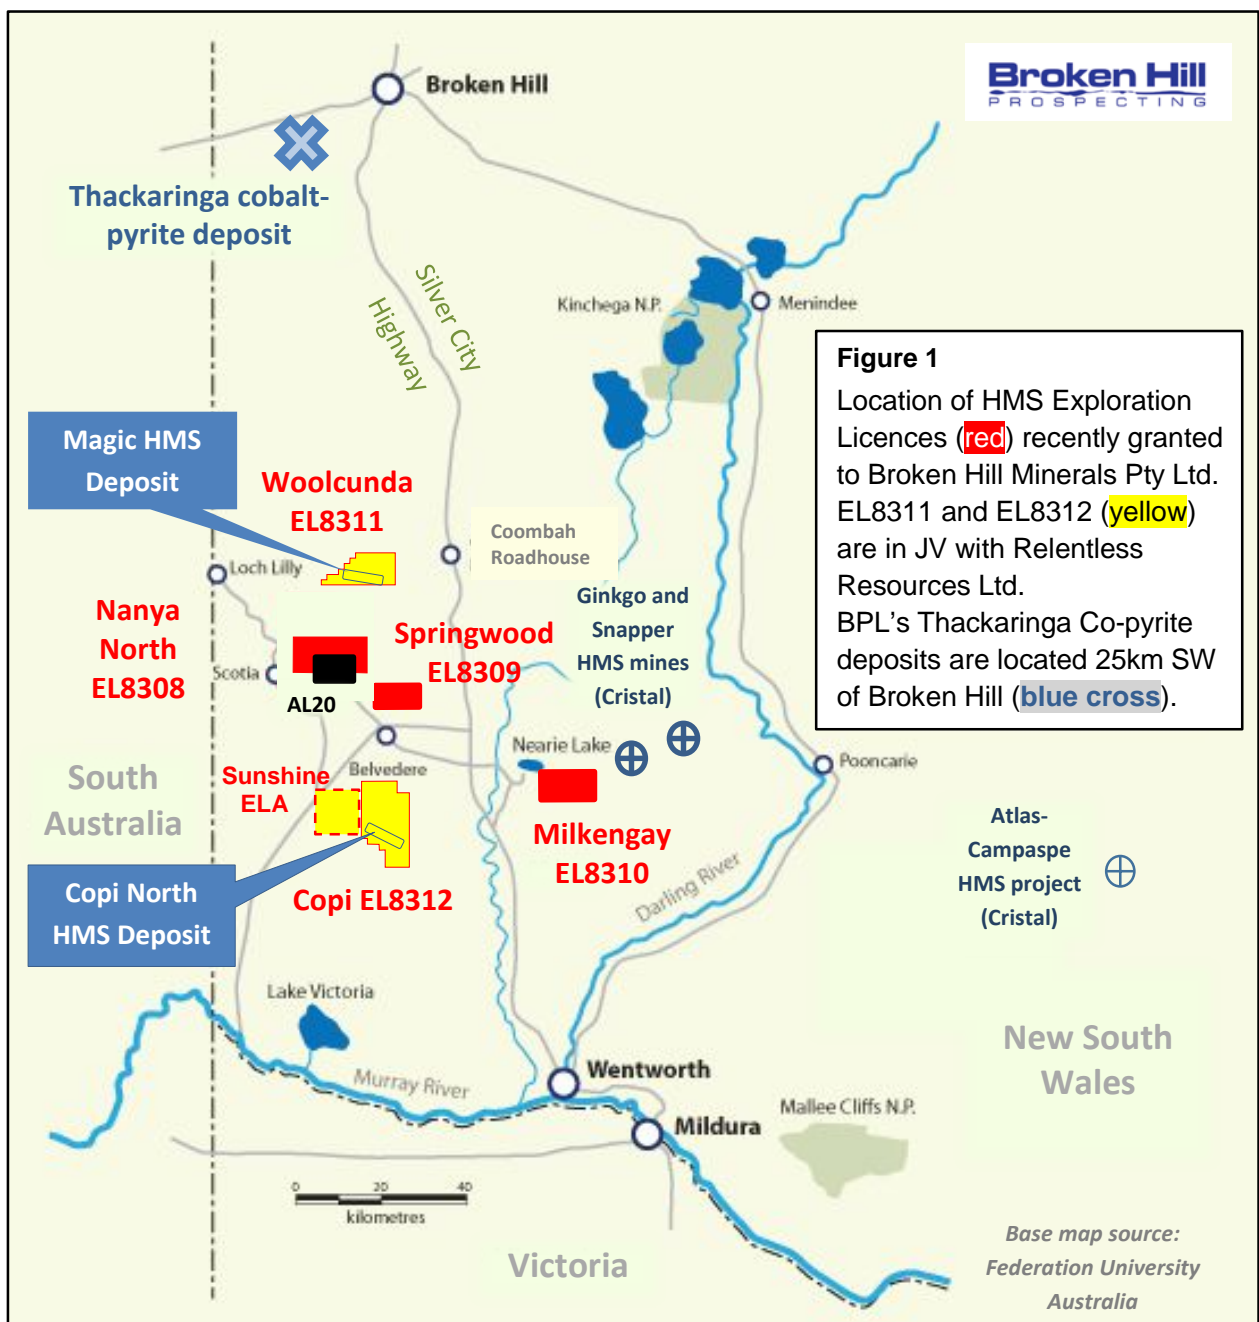 Broken Hill
Broken Hill
PROSPECTING
Thackaringa cobalt-
pyrite deposit
Silver City
Highway
Kinchega N.P.
Menindee
Figure 1
Location of HMS Exploration
Licences (red) recently granted
to Broken Hill Minerals Pty Ltd.
EL8311 and EL8312 (yellow)
are in JV with Relentless
Resources Ltd.
BPL's Thackaringa Co-pyrite
deposits are located 25km SW
of Broken Hill (blue cross).
Magic HMS
Deposit
Woolcunda
EL8311
Coombah
Roadhouse
Loch Lilly
Nanya
North
EL8308
Scotia
AL20
Springwood
EL8309
Ginkgo and
Snapper
HMS mines
(Cristal)
Nearie Lake
Pooncarie
South
Australia
Sunshine
ELA
Belvedere
Milkengay
EL8310
Darling River
Atlas-
Campaspe
HMS project
(Cristal)
Copi North
HMS Deposit
Copi EL8312
Lake Victoria
Murray River
Wentworth
Mildura
Mallee Cliffs N.P.
New South
Wales
0 20 40
kilometres
Victoria
Base map source:
Federation University
Australia